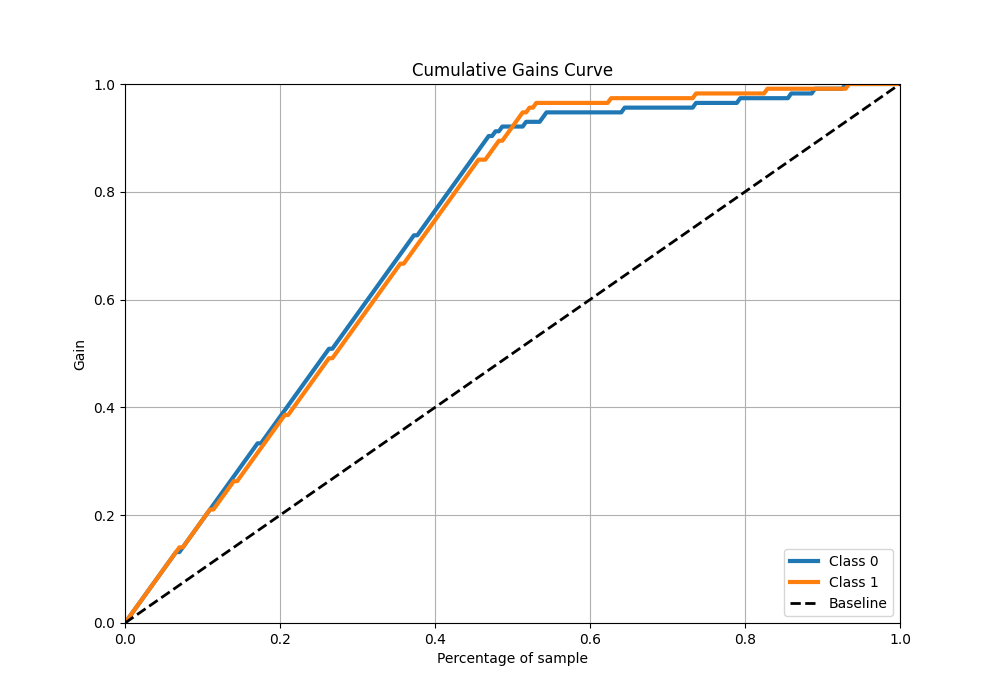 Cumulative Gains Curve
1.0
0.8
0.6
0.4
0.2
0.0
Gain
0.0 0.2 0.4 0.6 0.8 1.0
Percentage of sample
Class 0
Class 1
Baseline